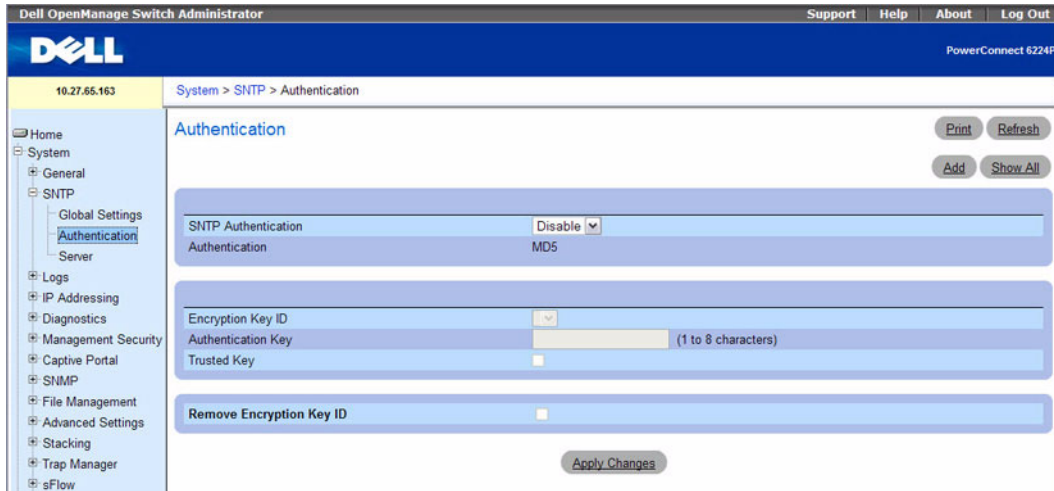 Dell OpenManage Switch Administrator
Support Help About Log Out
DELL
PowerConnect 6224P
10.27.65.163
System > SNTP > Authentication
Home
System
General
SNTP
Global Settings
Authentication
Server
Logs
IP Addressing
Diagnostics
Management Security
Captive Portal
SNMP
File Management
Advanced Settings
Stacking
Trap Manager
sFlow
Authentication
Print Refresh
Add Show All
SNTP Authentication Disable
Authentication MD5
Encryption Key ID
Authentication Key (1 to 8 characters)
Trusted Key
Remove Encryption Key ID
Apply Changes